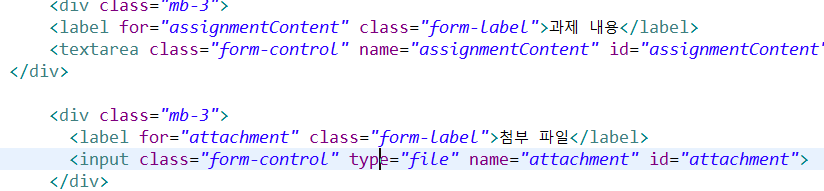 <div class="mb-3">
<label for="assignmentContent" class="form-label">과제 내용</label>
<textarea class="form-control" name="assignmentContent" id="assignmentContent"
</div>
<div class="mb-3">
<label for="attachment" class="form-label">첨부 파일</label>
<input class="form-control" type="file" name="attachment" id="attachment">
</div>